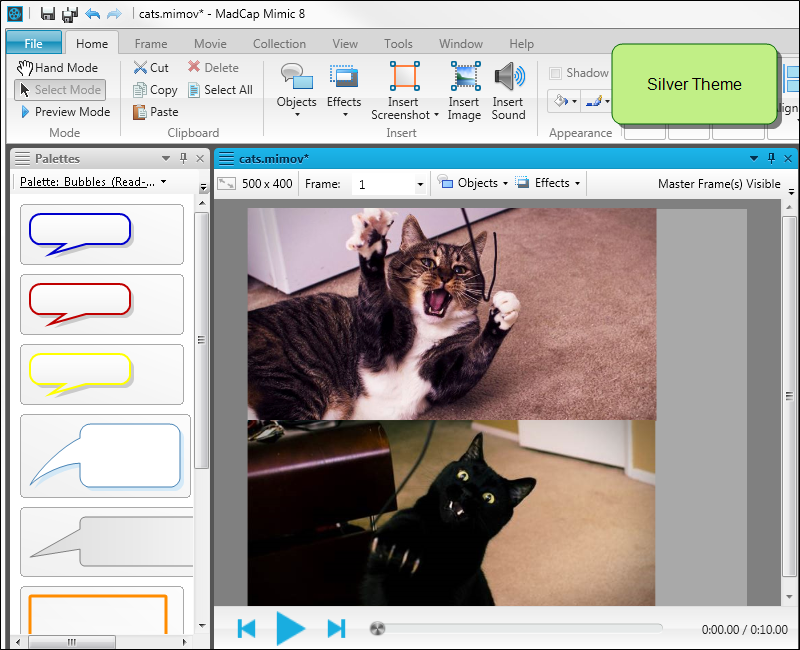 cats.mimov* - MadCap Mimic 8
File Home Frame Movie Collection View Tools Window Help
Silver Theme
Hand Mode
Select Mode
Preview Mode
Mode
Cut
Copy
Paste
Delete
Select All
Clipboard
Objects
Effects
Insert
Screenshot
Insert
Image
Insert
Sound
Insert
Shadow
Appearance
Palettes
cats.mimov*
Palette: Bubbles (Read-...
500 x 400 Frame: 1 Objects Effects Master Frame(s) Visible
0:00.00 / 0:10.00